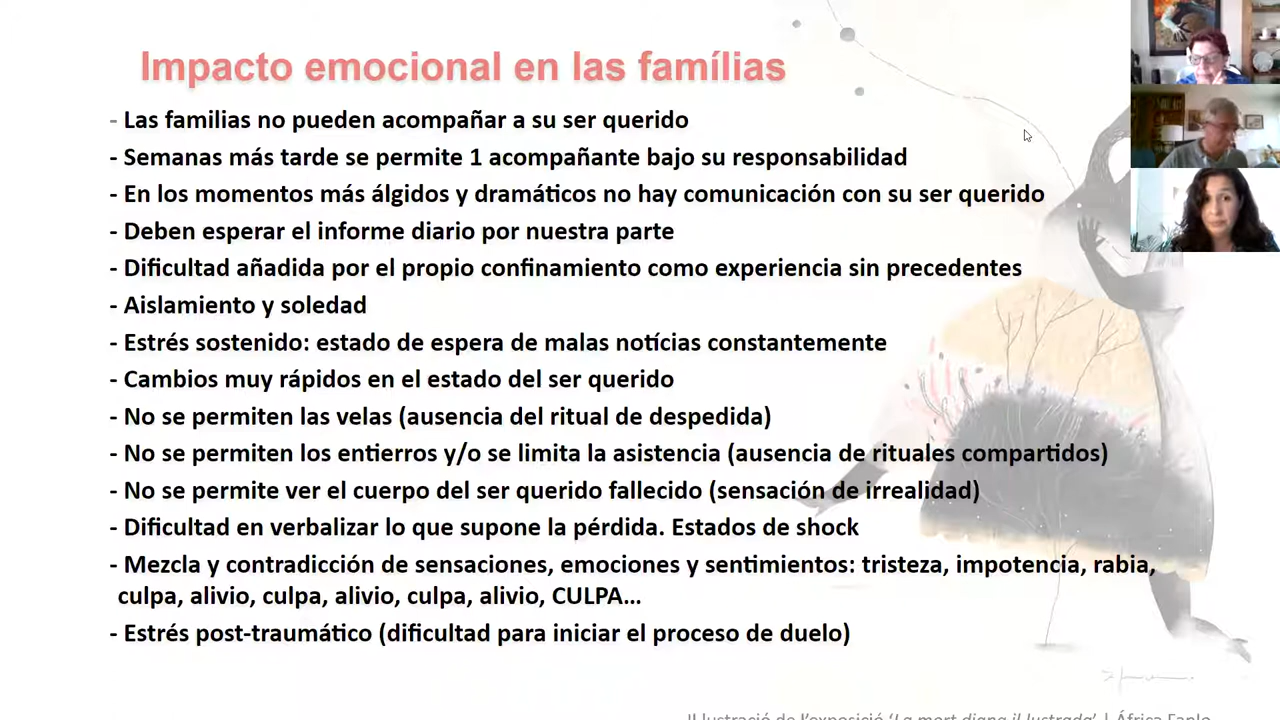 Impacto emocional en las famílias
- Las familias no pueden acompañar a su ser querido
- Semanas más tarde se permite 1 acompañante bajo su responsabilidad
- En los momentos más álgidos y dramáticos no hay comunicación con su ser querido
- Deben esperar el informe diario por nuestra parte
- Dificultad añadida por el propio confinamiento como experiencia sin precedentes
- Aislamiento y soledad
- Estrés sostenido: estado de espera de malas notícias constantemente
- Cambios muy rápidos en el estado del ser querido
- No se permiten las velas (ausencia del ritual de despedida)
- No se permiten los entierros y/o se limita la asistencia (ausencia de rituales compartidos)
- No se permite ver el cuerpo del ser querido fallecido (sensación de irrealidad)
- Dificultad en verbalizar lo que supone la pérdida. Estados de shock
- Mezcla y contradicción de sensaciones, emociones y sentimientos: tristeza, impotencia, rabia,
culpa, alivio, culpa, alivio, culpa, alivio, CULPA...
- Estrés post-traumático (dificultad para iniciar el proceso de duelo)